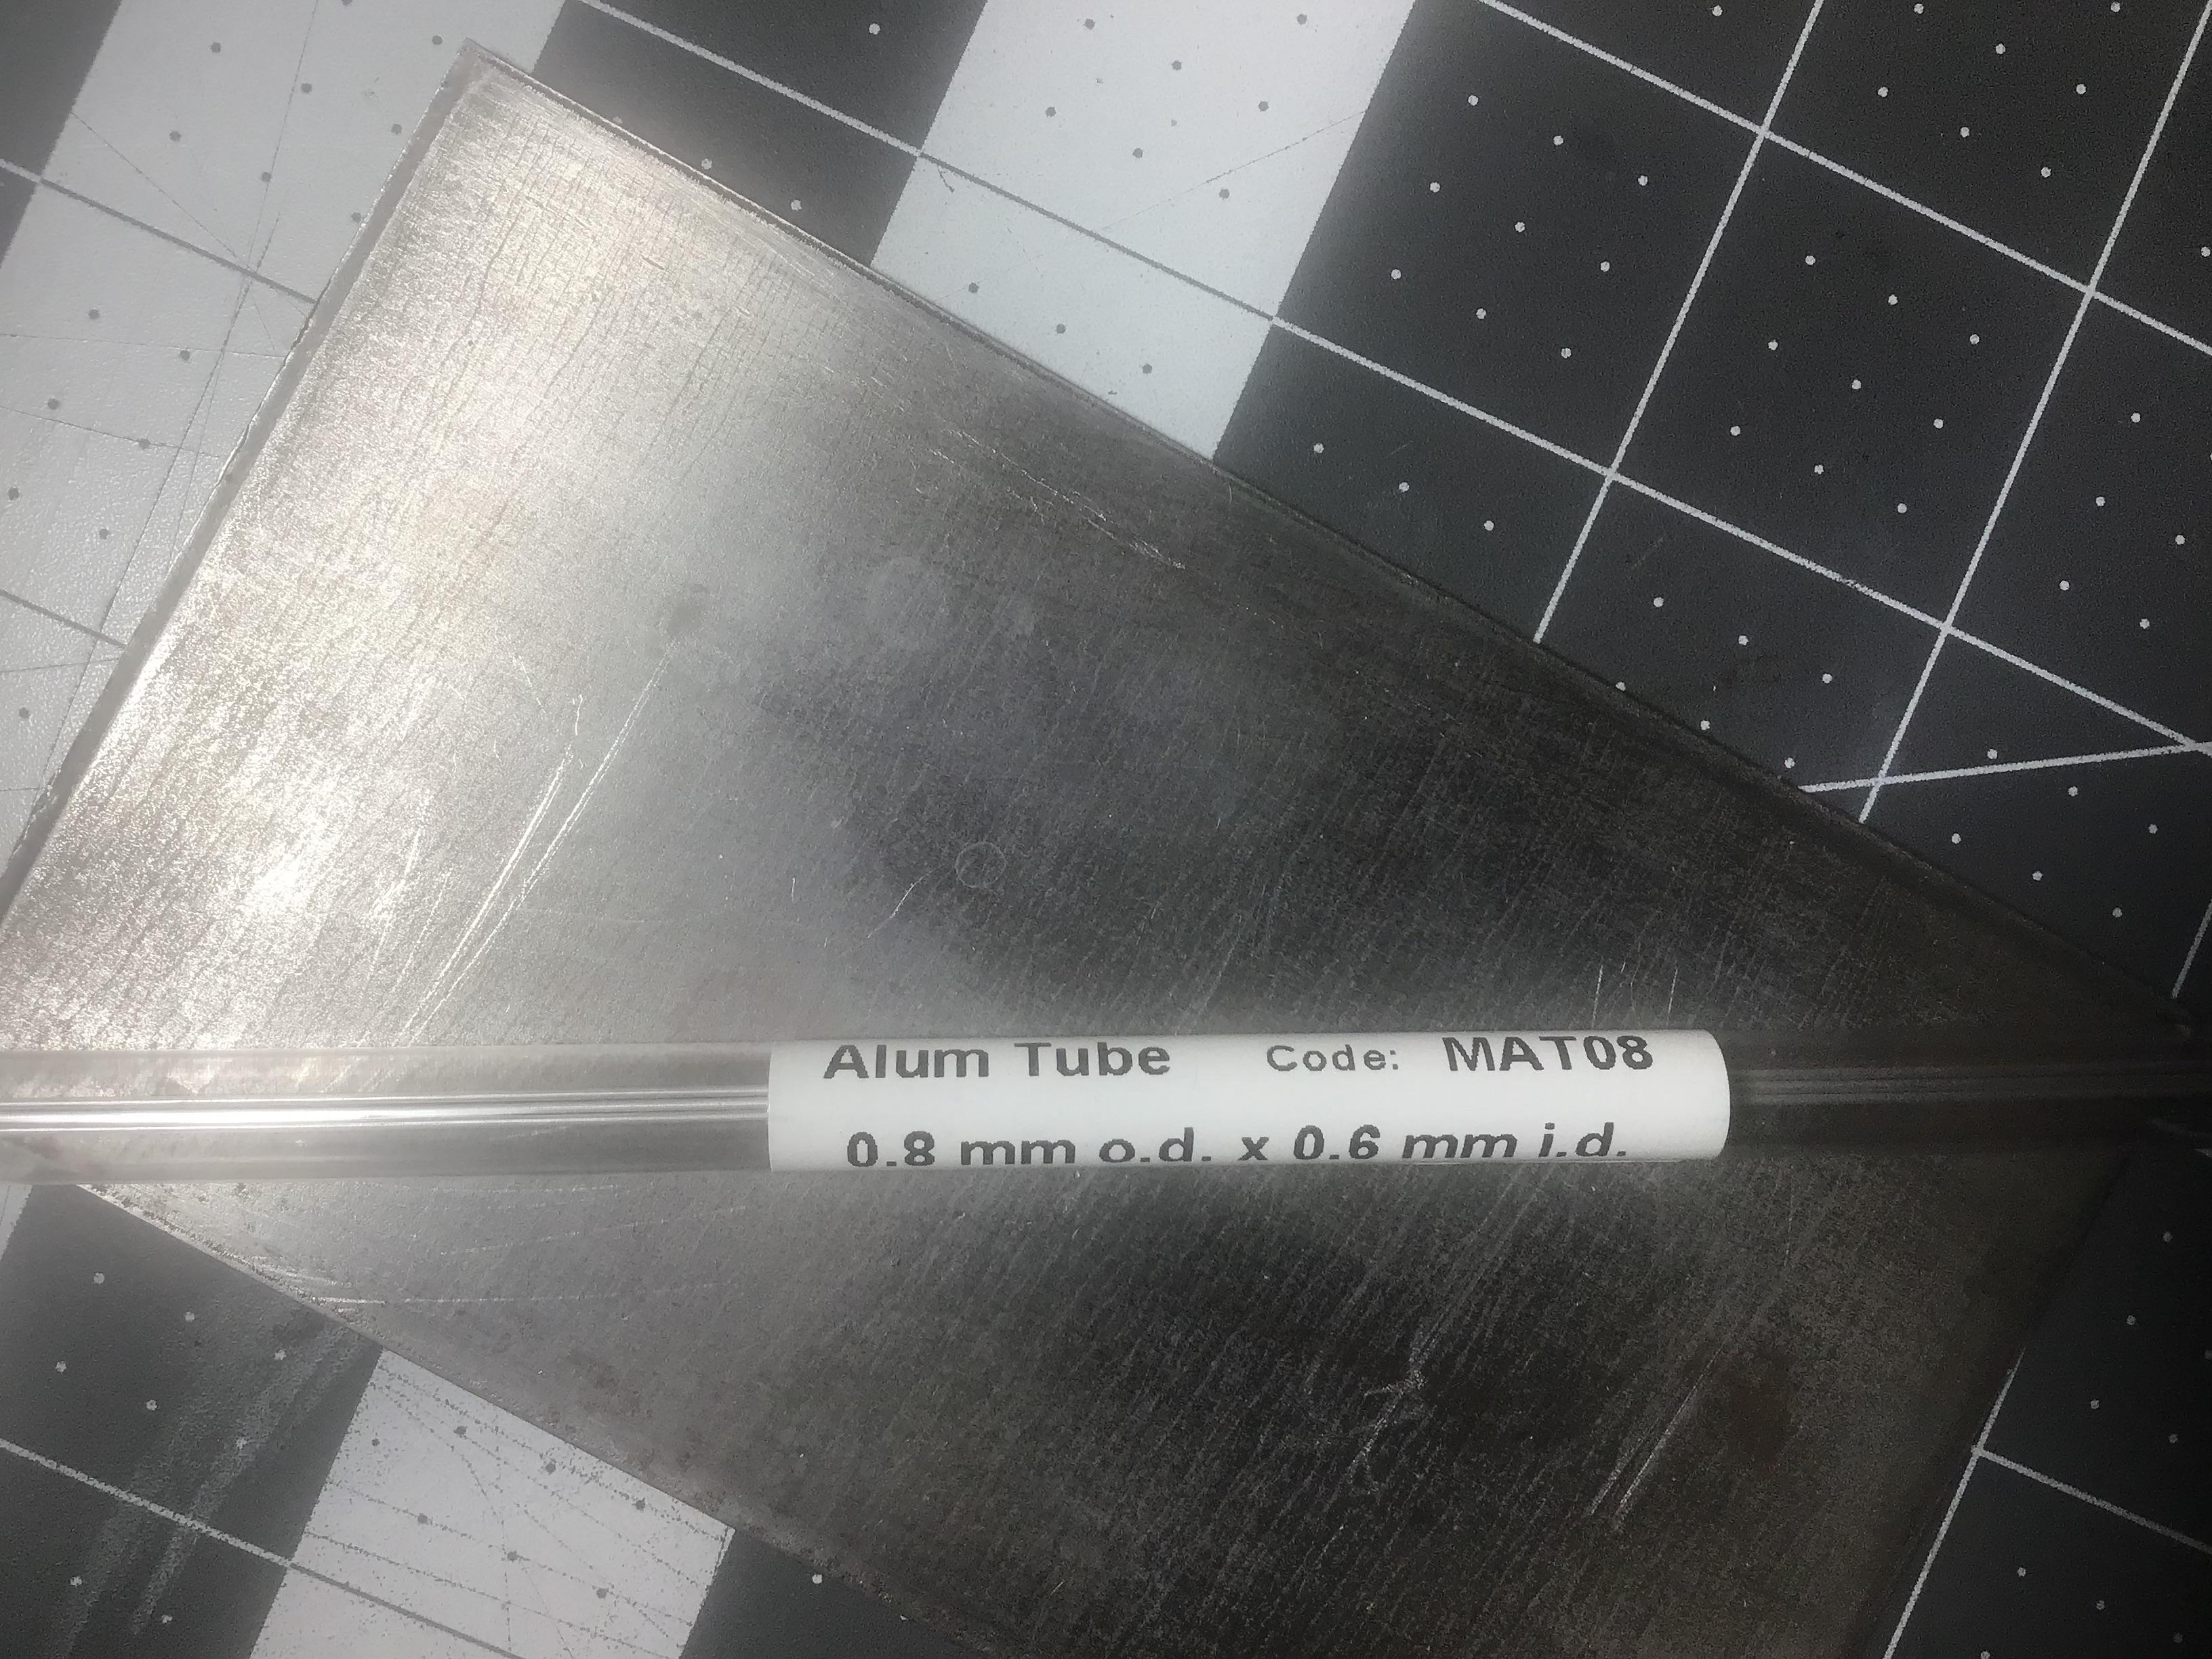 Alum Tube Code: MAT08
0.8 mm o.d. x 0.6 mm i.d.